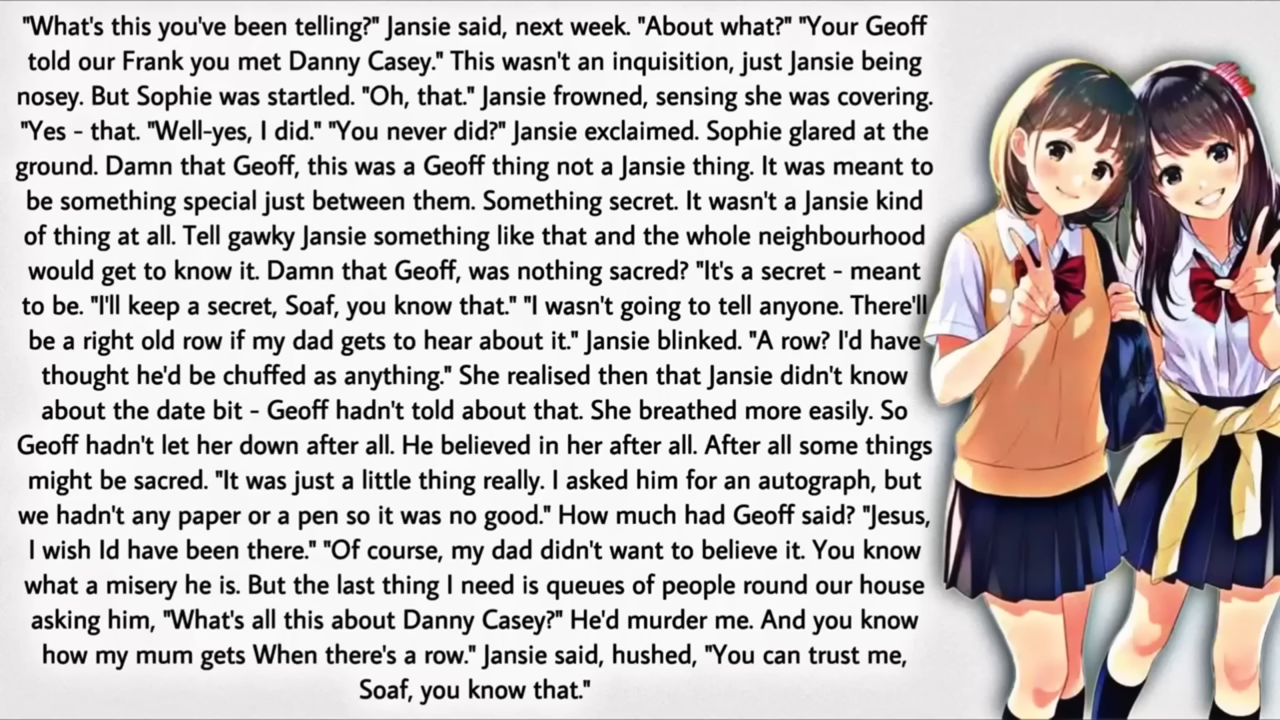 "What's this you've been telling?" Jansie said, next week. "About what?" "Your Geoff
told our Frank you met Danny Casey." This wasn't an inquisition, just Jansie being
nosey. But Sophie was startled. "Oh, that." Jansie frowned, sensing she was covering.
"Yes - that. "Well-yes, I did." "You never did?" Jansie exclaimed. Sophie glared at the
ground. Damn that Geoff, this was a Geoff thing not a Jansie thing. It was meant to
be something special just between them. Something secret. It wasn't a Jansie kind
of thing at all. Tell gawky Jansie something like that and the whole neighbourhood
would get to know it. Damn that Geoff, was nothing sacred? "It's a secret - meant
to be. "I'll keep a secret, Soaf, you know that." "I wasn't going to tell anyone. There'll
be a right old row if my dad gets to hear about it." Jansie blinked. "A row? I'd have
thought he'd be chuffed as anything." She realised then that Jansie didn't know
about the date bit - Geoff hadn't told about that. She breathed more easily. So
Geoff hadn't let her down after all. He believed in her after all. After all some things
might be sacred. "It was just a little thing really. I asked him for an autograph, but
we hadn't any paper or a pen so it was no good." How much had Geoff said? "Jesus,
I wish Id have been there." "Of course, my dad didn't want to believe it. You know
what a misery he is. But the last thing I need is queues of people round our house
asking him, "What's all this about Danny Casey?" He'd murder me. And you know
how my mum gets When there's a row." Jansie said, hushed, "You can trust me,
Soaf, you know that."